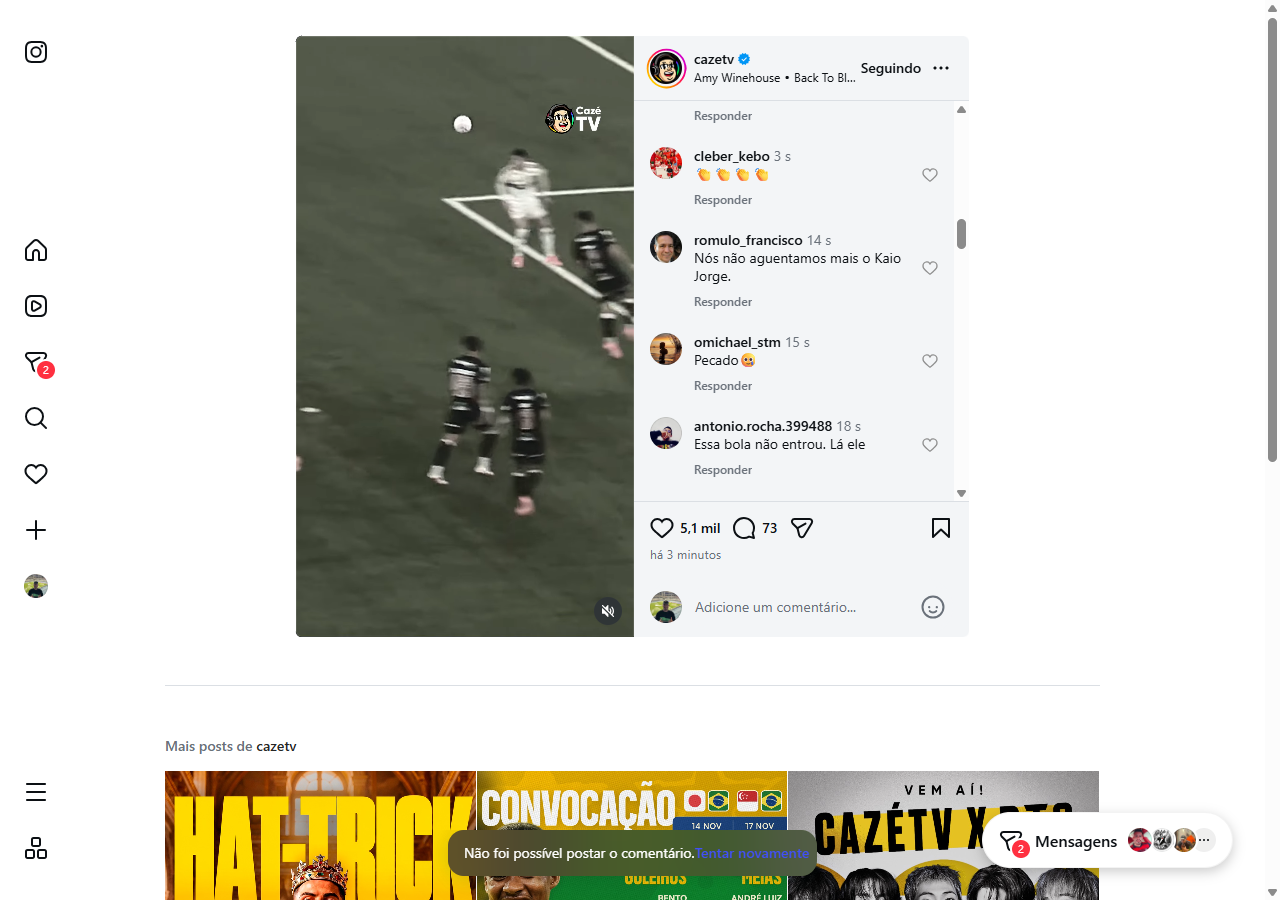 Cazé
TV
cazetv
Amy Winehouse • Back To Bl...
Seguindo
Responder
cleber_kebo 3 s
👏👏👏👏
Responder
romulo_francisco 14 s
Nós não aguentamos mais o Kaio
Jorge.
Responder
omichael_stm 15 s
Pecado🤪
Responder
antonio.rocha.399488 18 s
Essa bola não entrou. Lá ele
Responder
5,1 mil
73
há 3 minutos
Adicione um comentário...
2
Mais posts de cazetv
HAT-TRICK
CONVOCAÇÃO
14 NOV
17 NOV
GOLEIROS
MEIAS
BENTO
ANDRÉ LUIZ
VEM AÍ!
CAZÉTV X BTS
Não foi possível postar o comentário.Tentar novamente
2
Mensagens